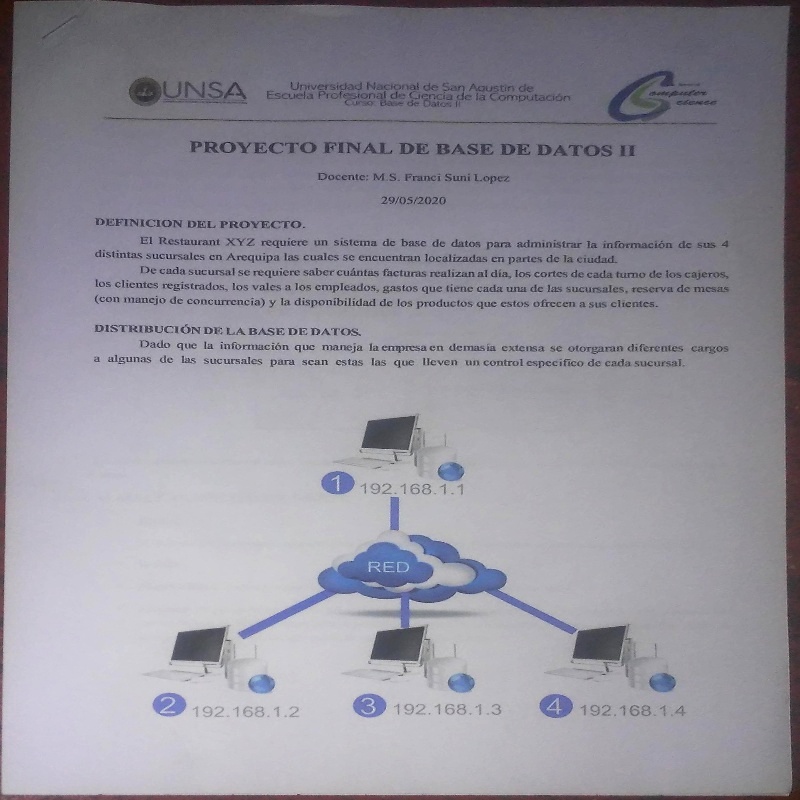 UNSA
Universidad Nacional de San Agustin de
Escuela Profesional de Ciencia de la Computación
Curso: Base de Datos II
Computer
Science
PROYECTO FINAL DE BASE DE DATOS II
Docente: M.S. Franci Suni Lopez
29/05/2020
DEFINICION DEL PROYECTO.
El Restaurant XYZ requiere un sistema de base de datos para administrar la información de sus 4
distintas sucursales en Arequipa las cuales se encuentran localizadas en partes de la ciudad.
De cada sucursal se requiere saber cuántas facturas realizan al día, los cortes de cada turno de los cajeros,
los clientes registrados, los vales a los empleados, gastos que tiene cada una de las sucursales, reserva de mesas
(con manejo de concurrencia) y la disponibilidad de los productos que estos ofrecen a sus clientes.
DISTRIBUCIÓN DE LA BASE DE DATOS.
Dado que la información que maneja la empresa en demasía extensa se otorgaran diferentes cargos
a algunas de las sucursales para sean estas las que lleven un control especifico de cada sucursal.
1 192.168.1.1
RED
2 192.168.1.2
3 192.168.1.3
4 192.168.1.4